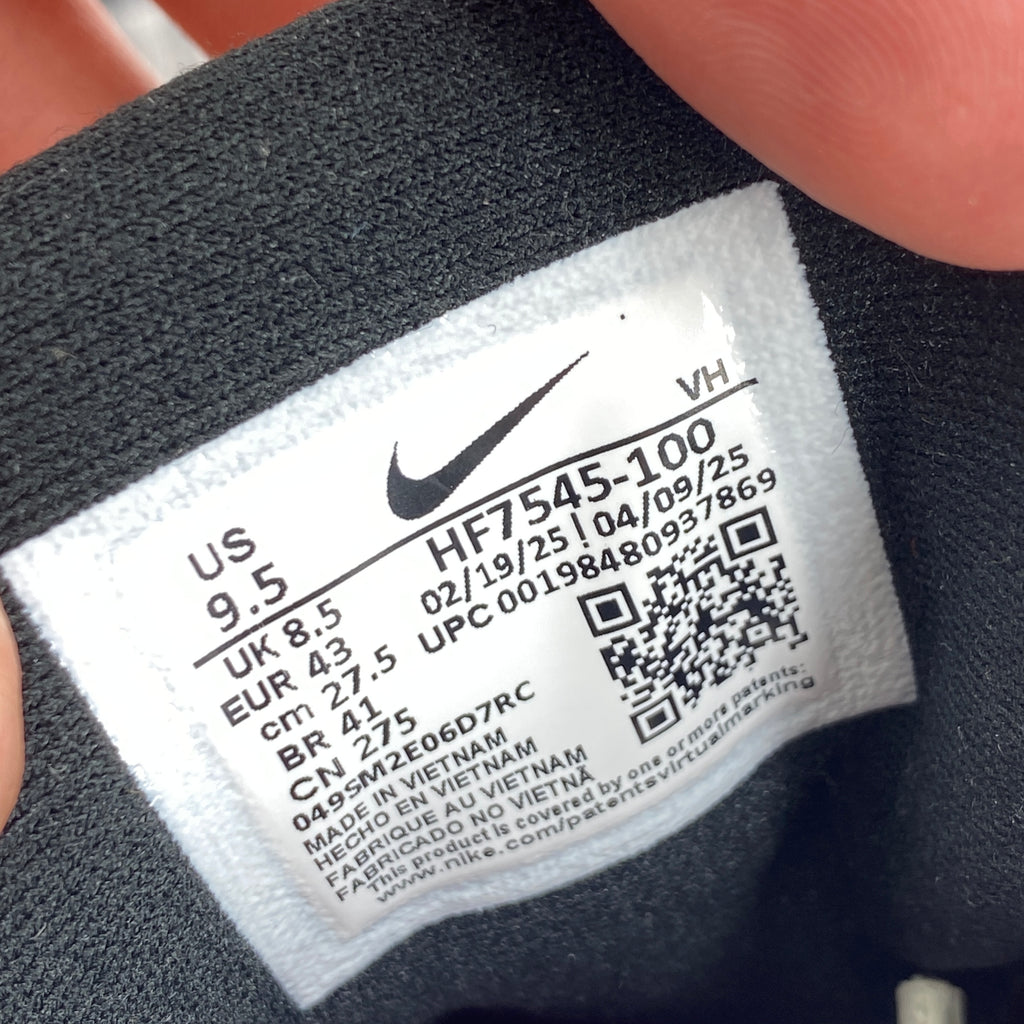 US
9.5
VH
UK 8.5
EUR 43
cm 27.5
BR 41
CN 275
HF7545-100
02/19/25 ! 04/09/25
UPC 00198480937869
049SM2E06D7RC
MADE IN VIETNAM
HECHO EN VIETNAM
FABRIQUE AU VIETNAM
FABRICADO NO VIETNÃ
This product is covered by one or more patents:
www.nike.com/patentsvirtualmarking